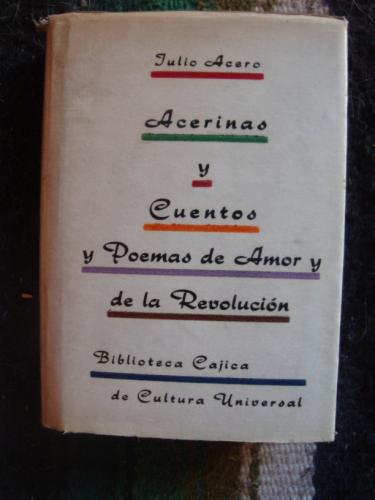 Julio Acero
Acerinas
y
Cuentos
y Poemas de Amor y
de la Revolución
Biblioteca Cajica
de Cultura Universal